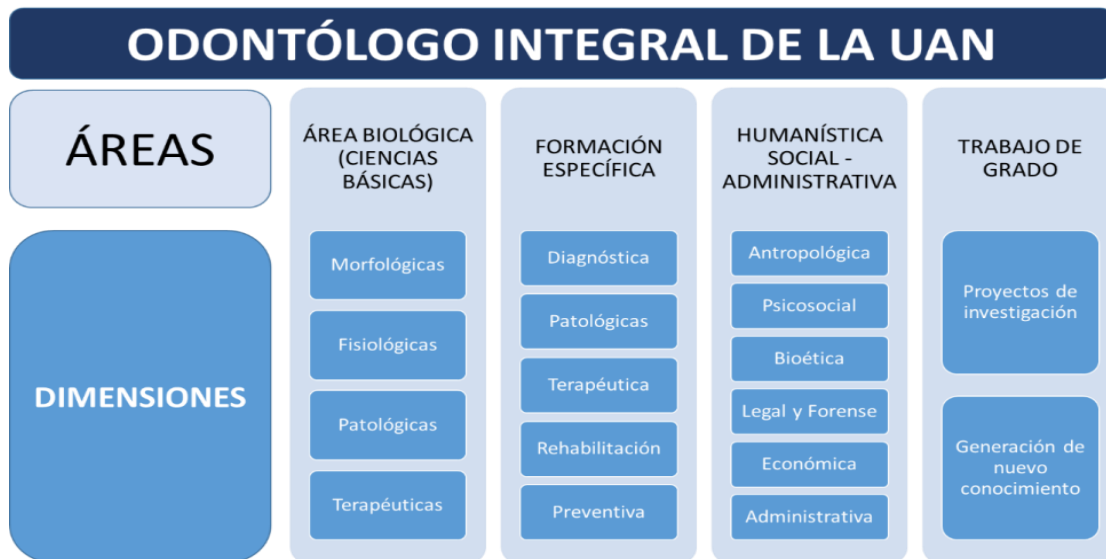 ODONTÓLOGO INTEGRAL DE LA UAN
ÁREAS
ÁREA BIOLÓGICA
(CIENCIAS
BÁSICAS)
FORMACIÓN
ESPECÍFICA
HUMANÍSTICA
SOCIAL -
ADMINISTRATIVA
TRABAJO DE
GRADO
DIMENSIONES
Morfológicas
Fisiológicas
Patológicas
Terapéuticas
Diagnóstica
Patológicas
Terapéutica
Rehabilitación
Preventiva
Antropológica
Psicosocial
Bioética
Legal y Forense
Económica
Administrativa
Proyectos de
investigación
Generación de
nuevo
conocimiento